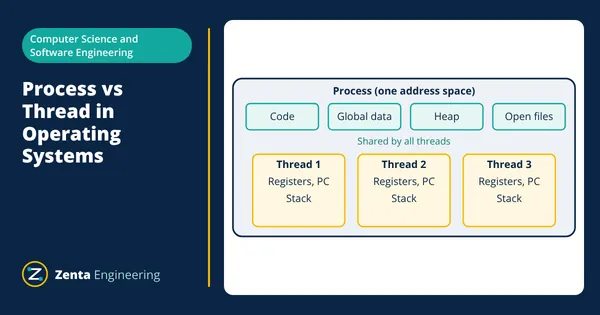 Computer Science and
Software Engineering
Process vs
Thread in
Operating
Systems
Zenta Engineering
Process (one address space)
Code
Global data
Heap
Open files
Shared by all threads
Thread 1
Registers, PC
Stack
Thread 2
Registers, PC
Stack
Thread 3
Registers, PC
Stack